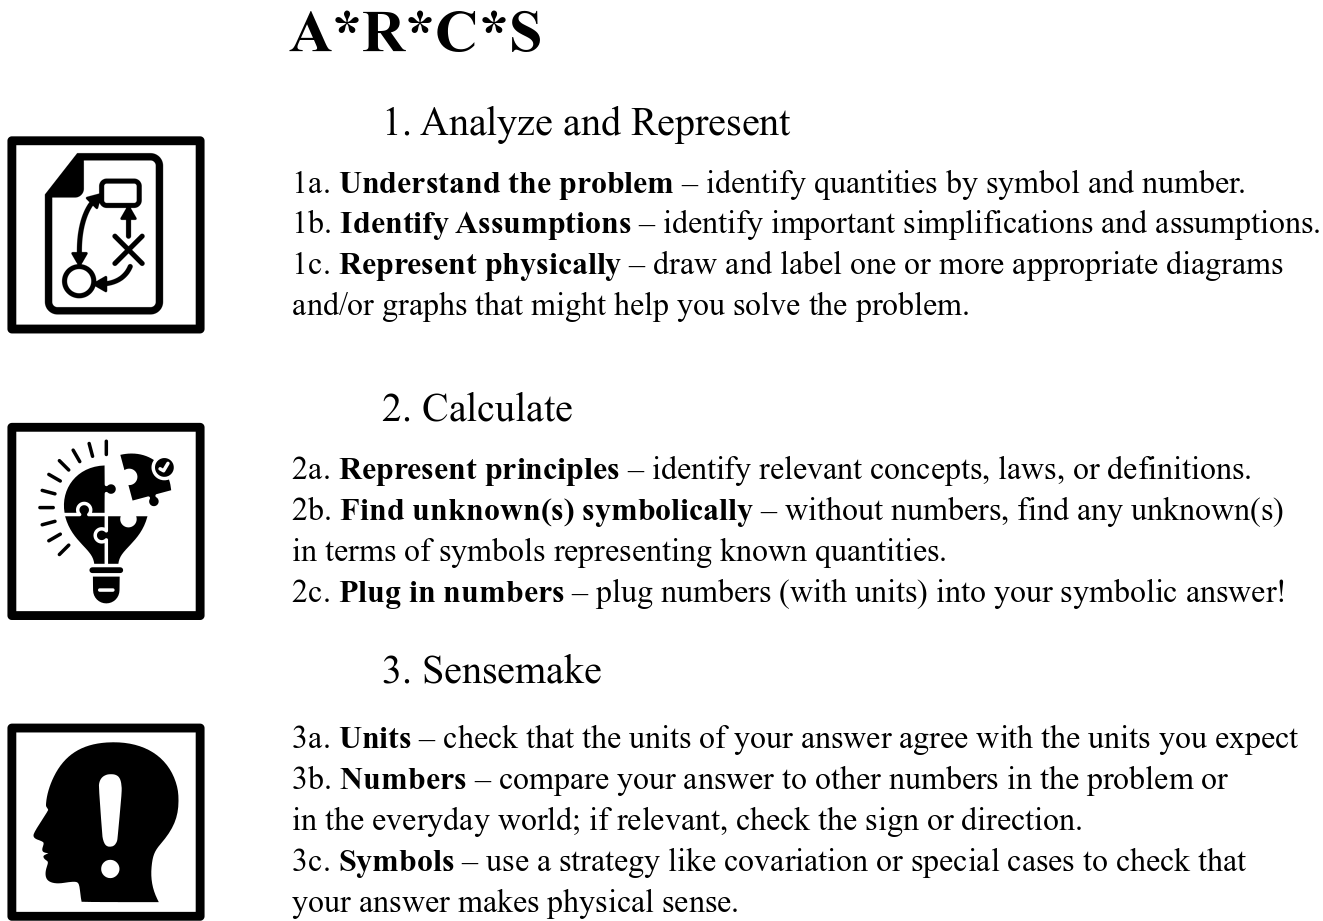 A*R*C*S
1. Analyze and Represent
1a. Understand the problem – identify quantities by symbol and number.
1b. Identify Assumptions – identify important simplifications and assumptions.
1c. Represent physically – draw and label one or more appropriate diagrams
and/or graphs that might help you solve the problem.
2. Calculate
2a. Represent principles – identify relevant concepts, laws, or definitions.
2b. Find unknown(s) symbolically – without numbers, find any unknown(s)
in terms of symbols representing known quantities.
2c. Plug in numbers – plug numbers (with units) into your symbolic answer!
3. Sensemake
3a. Units – check that the units of your answer agree with the units you expect
3b. Numbers – compare your answer to other numbers in the problem or
in the everyday world; if relevant, check the sign or direction.
3c. Symbols – use a strategy like covariation or special cases to check that
your answer makes physical sense.